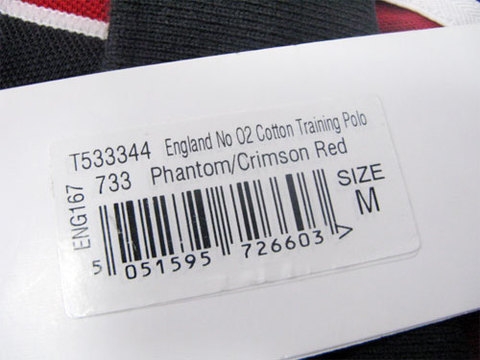 T533344 England No 02 Cotton Training Polo
733 Phantom/Crimson Red
ENG167
SIZE
M
5 051595 726603 >